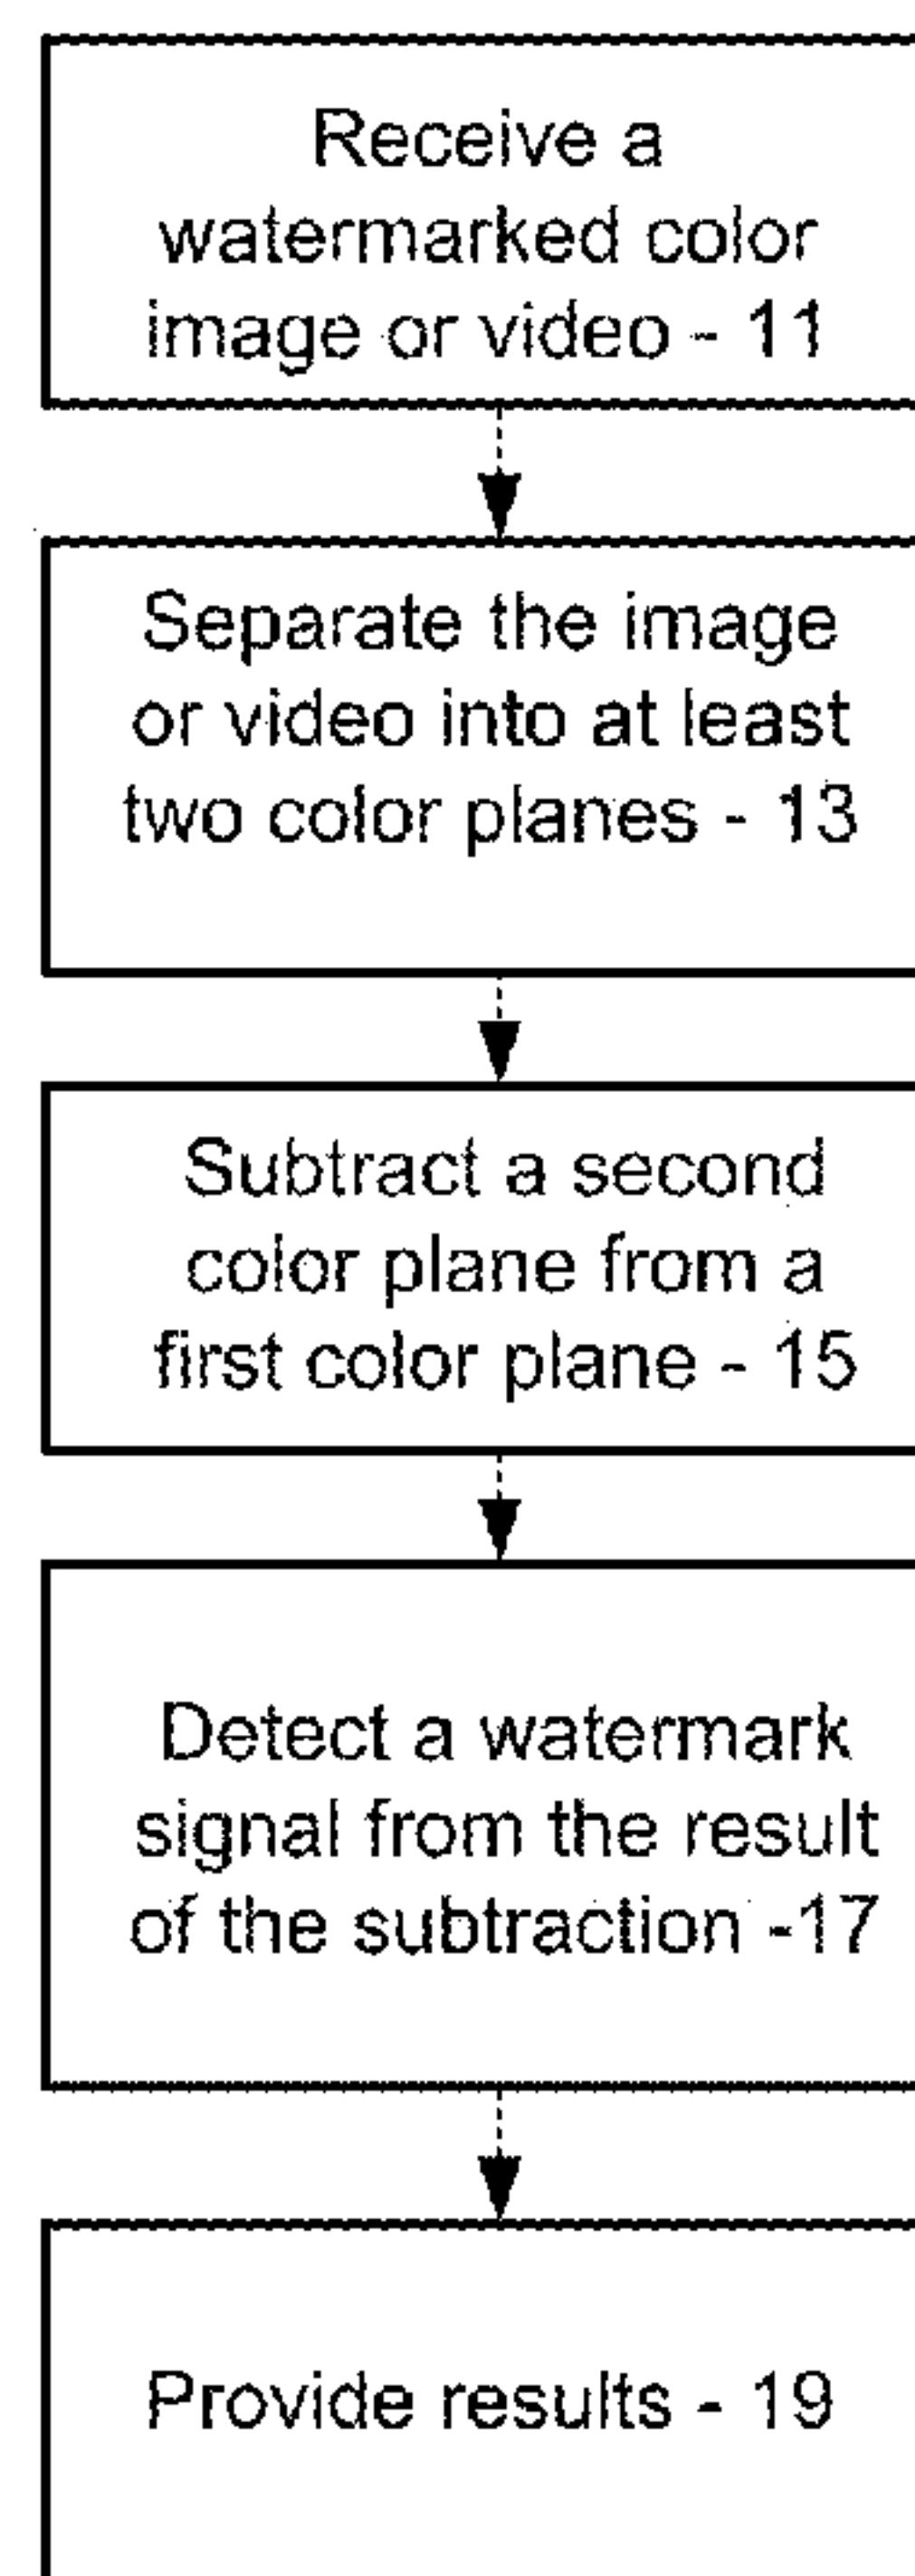 Receive a
watermarked color
image or video - 11
Separate the image
or video into at least
two color planes - 13
Subtract a second
color plane from a
first color plane - 15
Detect a watermark
signal from the result
of the subtraction -17
Provide results - 19